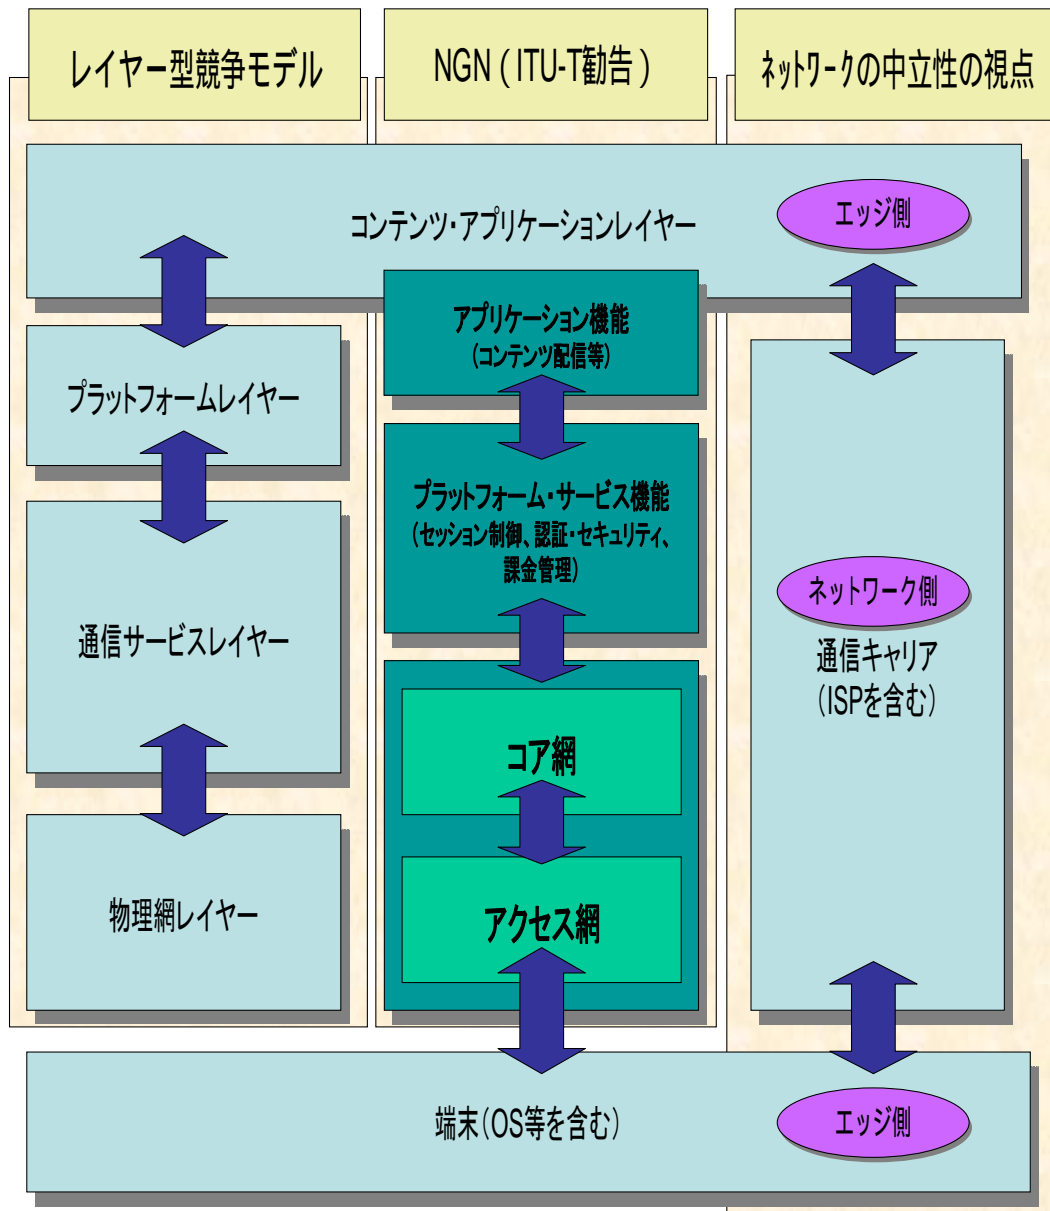 レイヤー型競争モデル
NGN（ITU-T勧告）
ネットワークの中立性の視点
コンテンツ・アプリケーションレイヤー
エッジ側
アプリケーション機能
（コンテンツ配信等）
プラットフォームレイヤー
プラットフォーム・サービス機能
（セッション制御、認証・セキュリティ、
課金管理）
ネットワーク側
通信サービスレイヤー
通信キャリア
（ISPを含む）
コア網
物理網レイヤー
アクセス網
端末（OS等を含む）
エッジ側